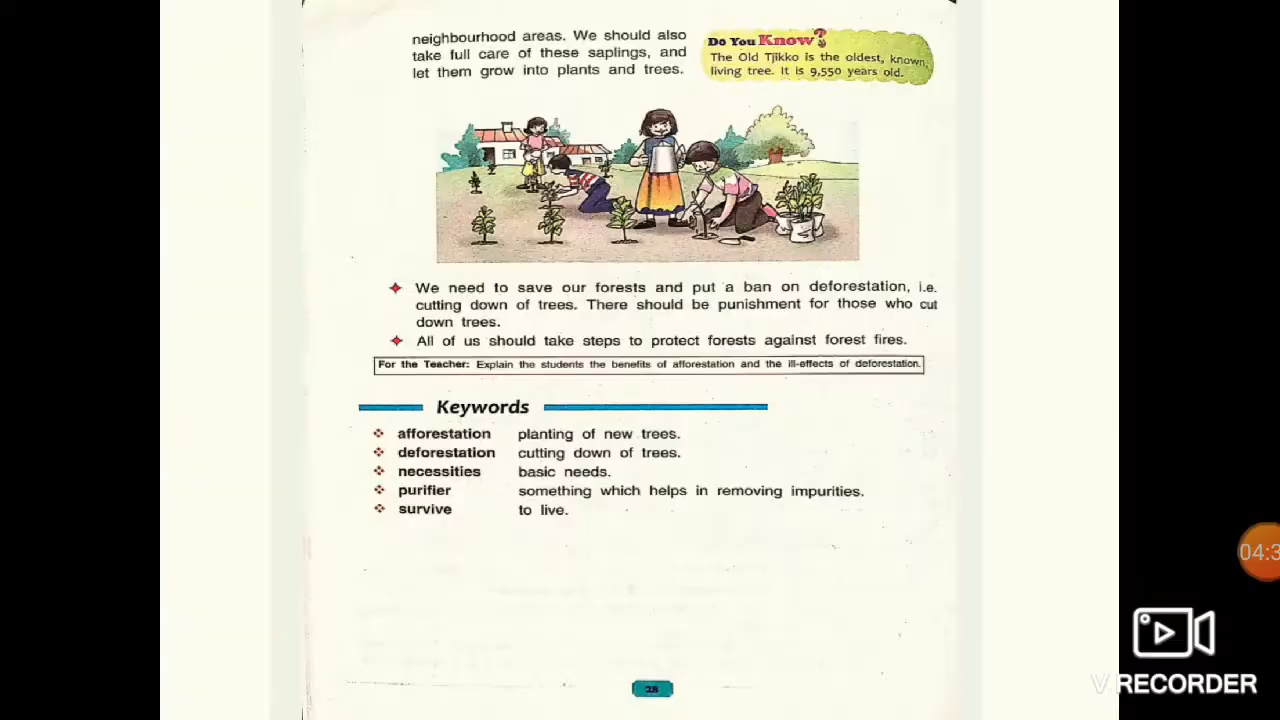 neighbourhood areas. We should also
take full care of these saplings, and
let them grow into plants and trees.
Do You Know?
The Old Tjikko is the oldest, known,
living tree. It is 9,550 years old.
We need to save our forests and put a ban on deforestation, i.e.
cutting down of trees. There should be punishment for those who cut
down trees.
All of us should take steps to protect forests against forest fires.
For the Teacher: Explain the students the benefits of afforestation and the ill-effects of deforestation.
Keywords
afforestation planting of new trees.
deforestation cutting down of trees.
necessities basic needs.
purifier something which helps in removing impurities.
survive to live.
04:3
V RECORDER